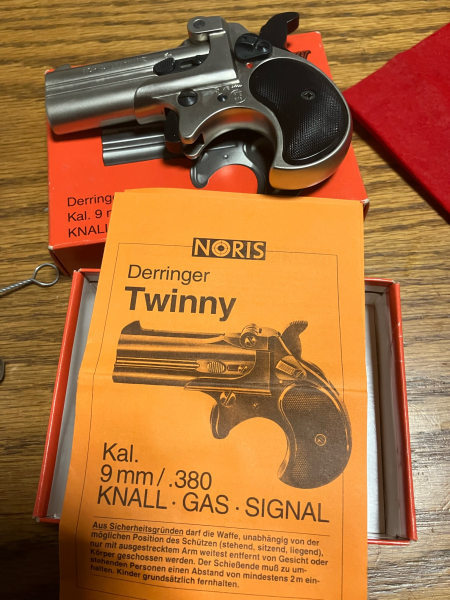 Derringer
Kal. 9 m
KNALL
NORIS
Derringer
Twinny
Kal.
9 mm / .380
KNALL · GAS · SIGNAL
Aus Sicherheitsgründen darf die Waffe, unabhängig von der
möglichen Position des Schützen (stehend, sitzend, liegend),
nur mit ausgestrecktem Arm weitest entfernt von Gesicht oder
Körper geschossen werden. Der Schießende muß zu um-
stehenden Personen einen Abstand von mindestens 2 m ein-
halten. Kinder grundsätzlich fernhalten.